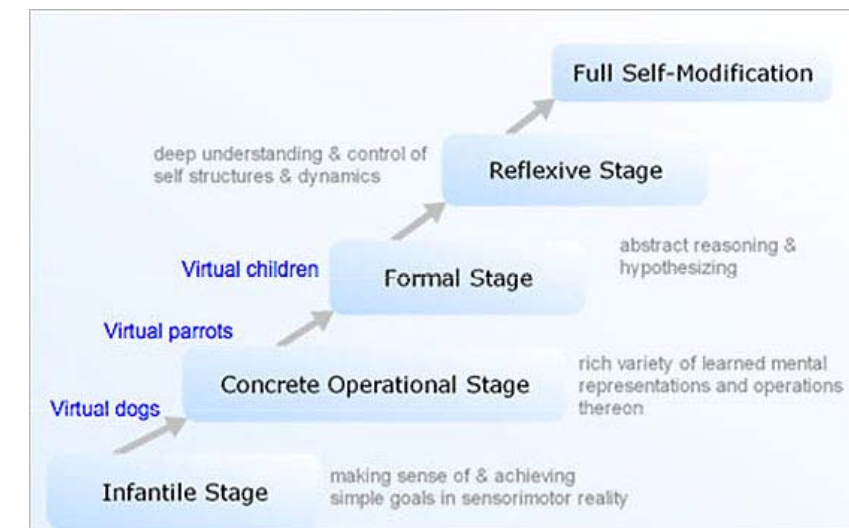 Full Self-Modification
deep understanding & control of
self structures & dynamics
Reflexive Stage
abstract reasoning &
hypothesizing
Virtual children
Formal Stage
Virtual parrots
rich variety of learned mental
representations and operations
thereon
Concrete Operational Stage
Virtual dogs
Infantile Stage
making sense of & achieving
simple goals in sensorimotor reality